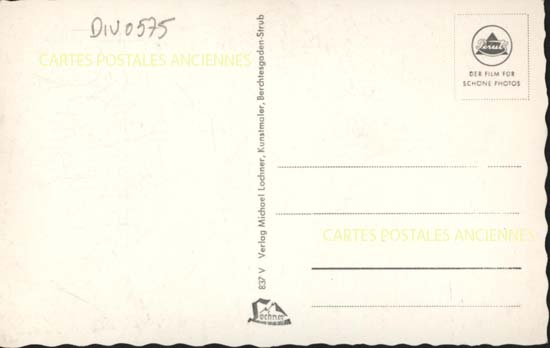 DIV0575
CARTES POSTALES ANCIENNES
Perutz
DER FILM FÜR
SCHÖNE PHOTOS
837 V Verlag Michael Lochner, Kunstmaler, Berchtesgaden-Strub
CARTES POSTALES ANCIENNES
Lochner